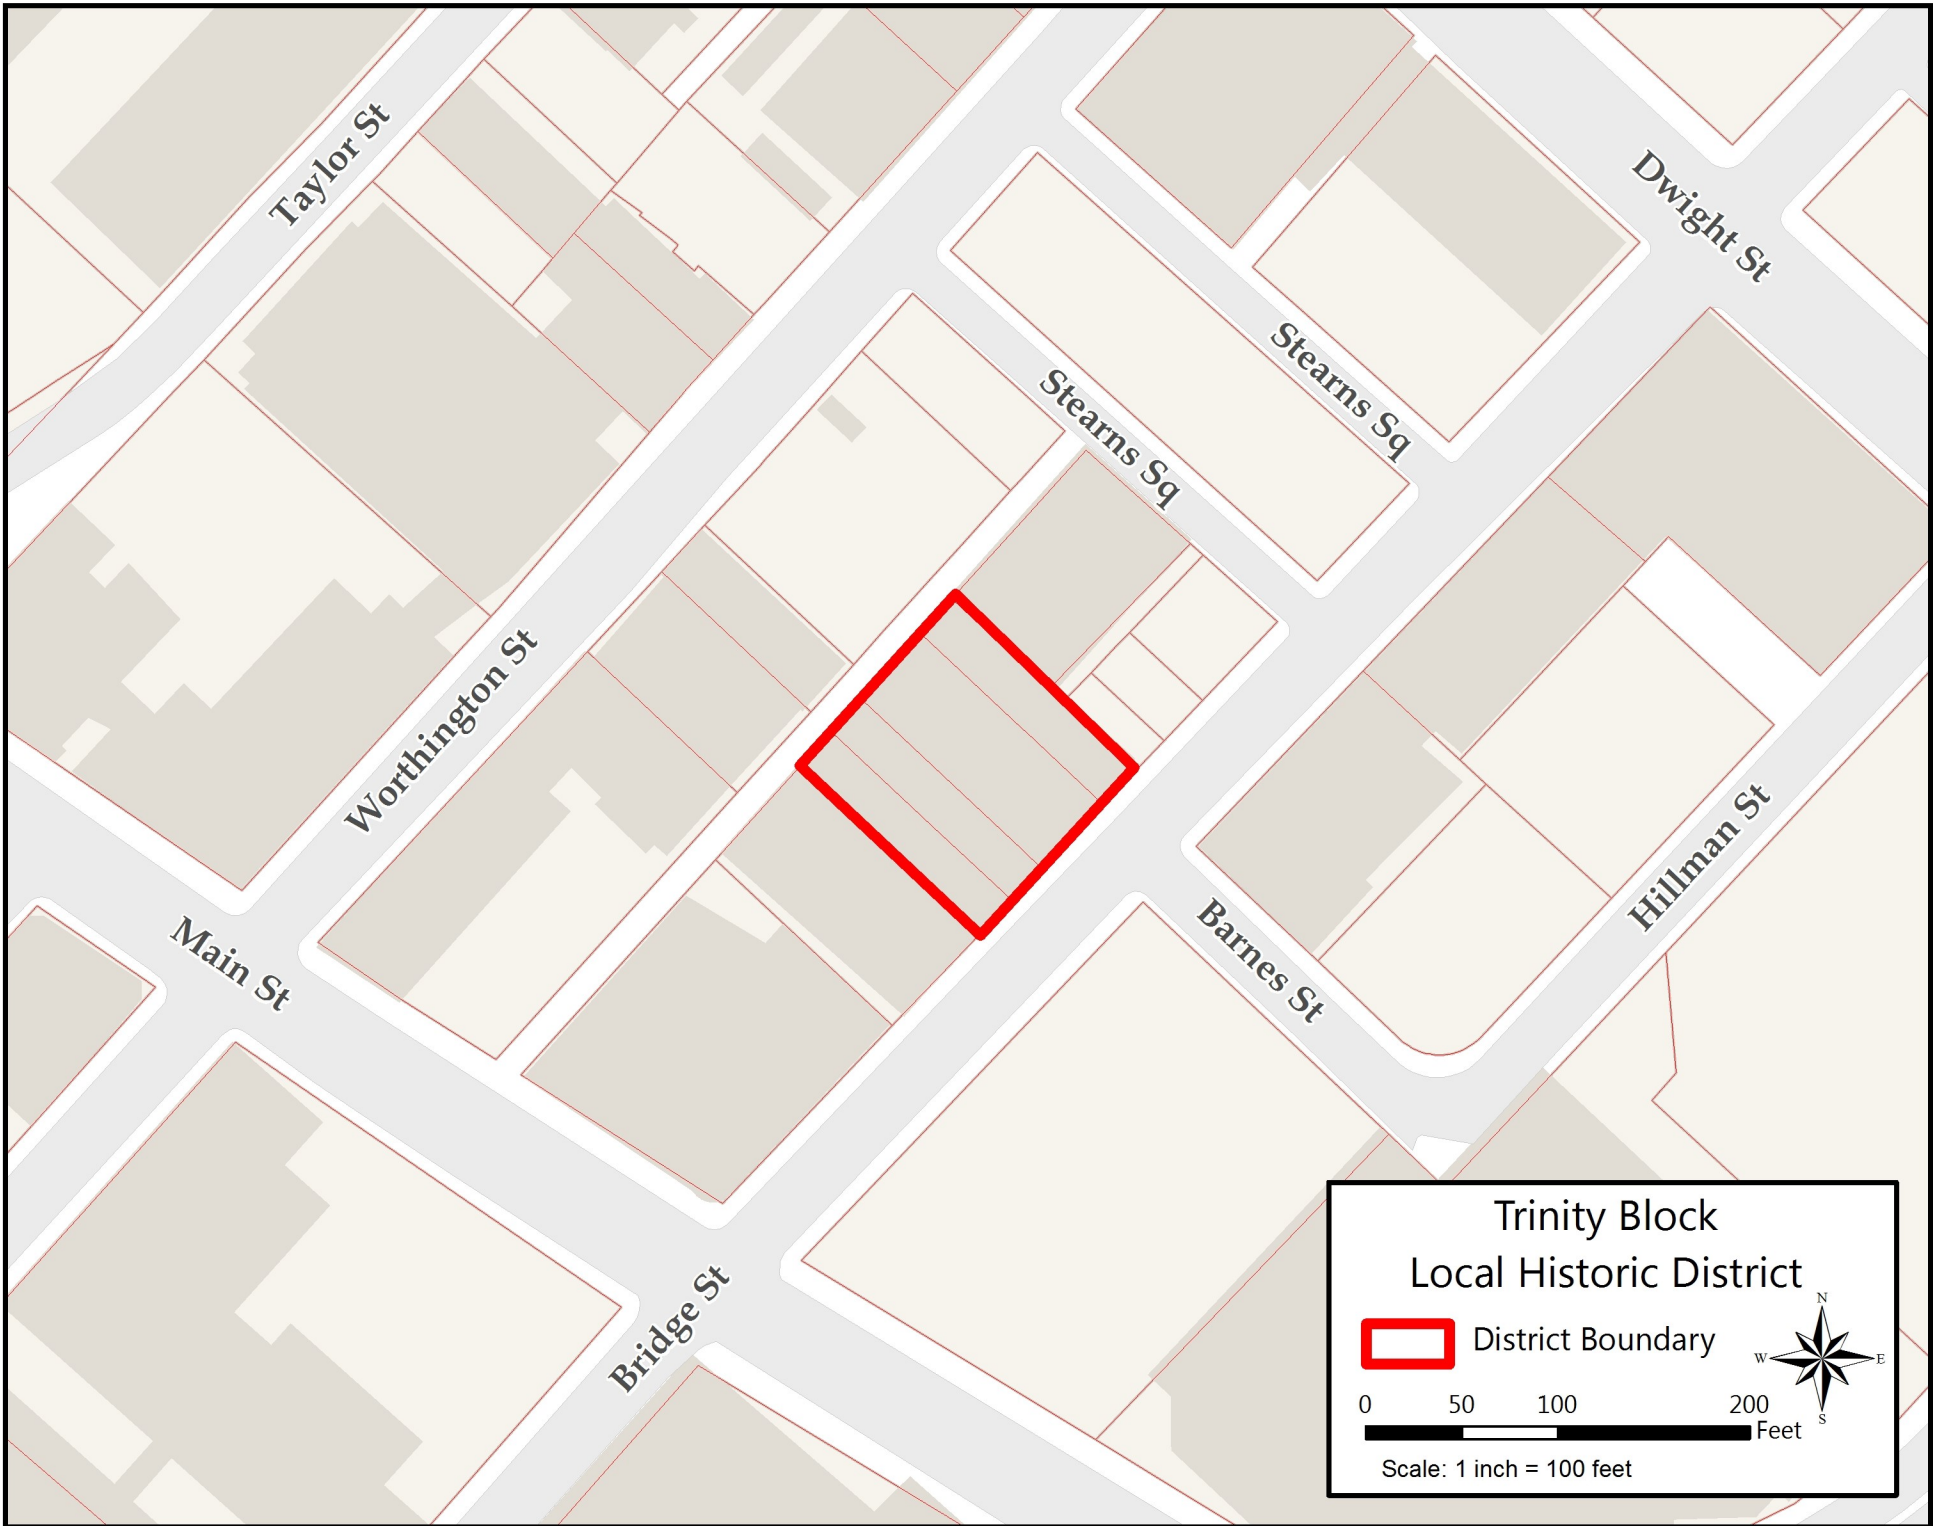 Taylor St
Dwight St
Stearns Sq
Stearns Sq
Worthington St
Hillman St
Main St
Barnes St
Bridge St
Trinity Block
Local Historic District
District Boundary
N
W
E
S
0 50 100 200
Feet
Scale: 1 inch = 100 feet